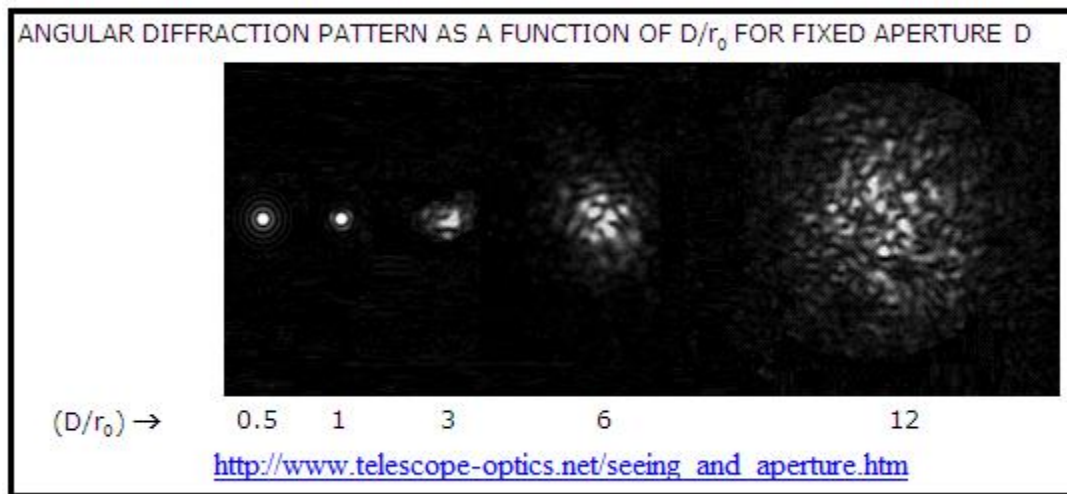 ANGULAR DIFFRACTION PATTERN AS A FUNCTION OF D/r₀ FOR FIXED APERTURE D
(D/r₀) → 0.5 1 3 6 12
http://www.telescope-optics.net/seeing_and_aperture.htm